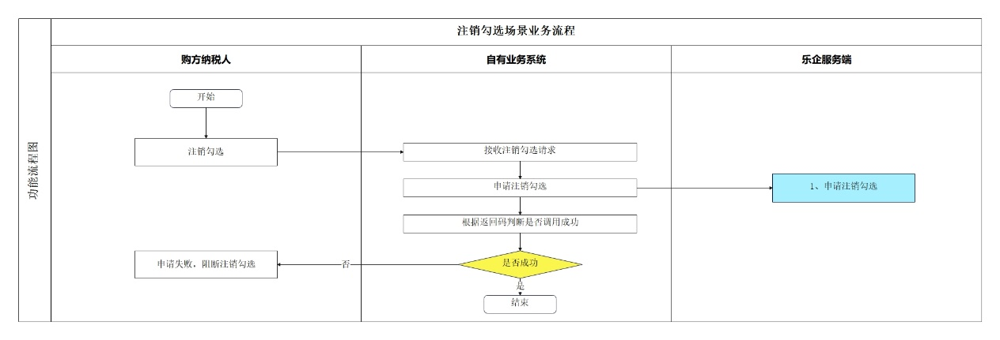 注销勾选场景业务流程
购方纳税人
自有业务系统
乐企服务端
功能流程图
开始
注销勾选
接收注销勾选请求
申请注销勾选
1、申请注销勾选
根据返回码判断是否调用成功
是否成功
否
申请失败，阻断注销勾选
是
结束